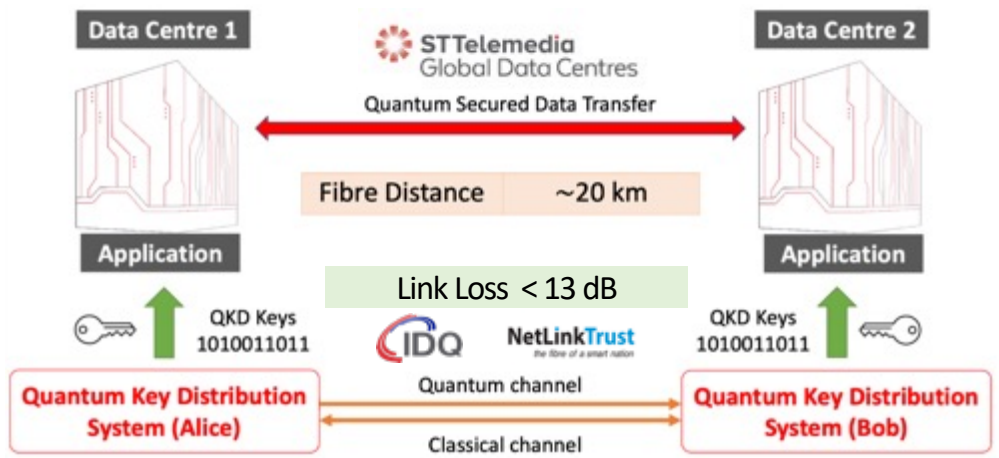 Data Centre 1
Data Centre 2
ST Telemedia
Global Data Centres
Quantum Secured Data Transfer
Fibre Distance ~20 km
Application
Application
Link Loss < 13 dB
QKD Keys
1010011011
IDQ
NetLinkTrust
the fibre of a smart nation
QKD Keys
1010011011
Quantum Key Distribution
System (Alice)
Quantum channel
Classical channel
Quantum Key Distribution
System (Bob)